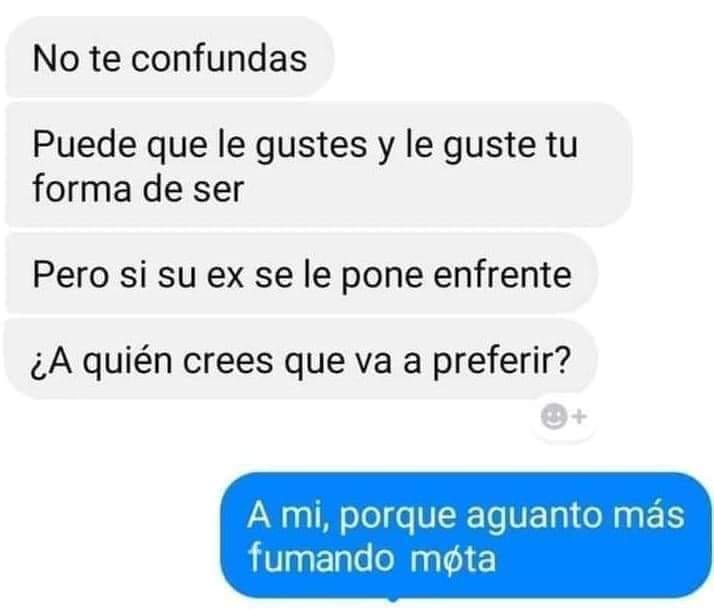 No te confundas
Puede que le gustes y le guste tu
forma de ser
Pero si su ex se le pone enfrente
¿A quién crees que va a preferir?
A mi, porque aguanto más
fumando møta